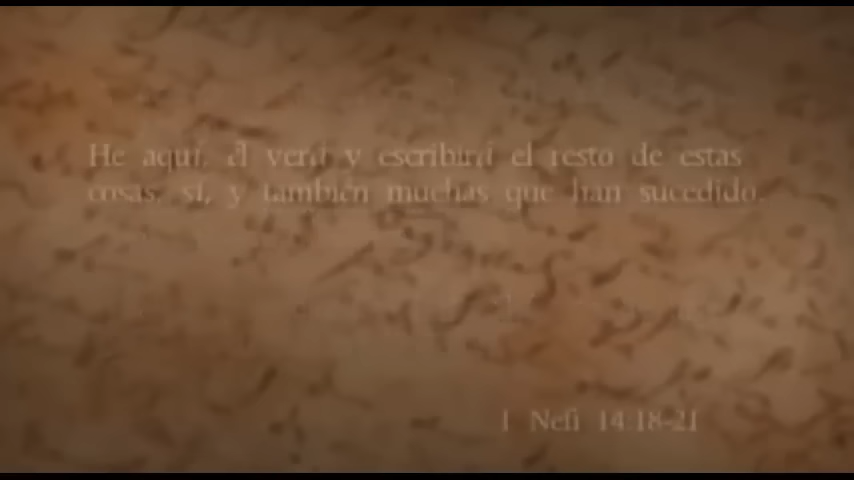 He aquí, él verá y escribirá el resto de estas
cosas, sí, y también muchas que han sucedido.
1 Nefi 14:18-21